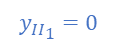 y_{II_1} = 0